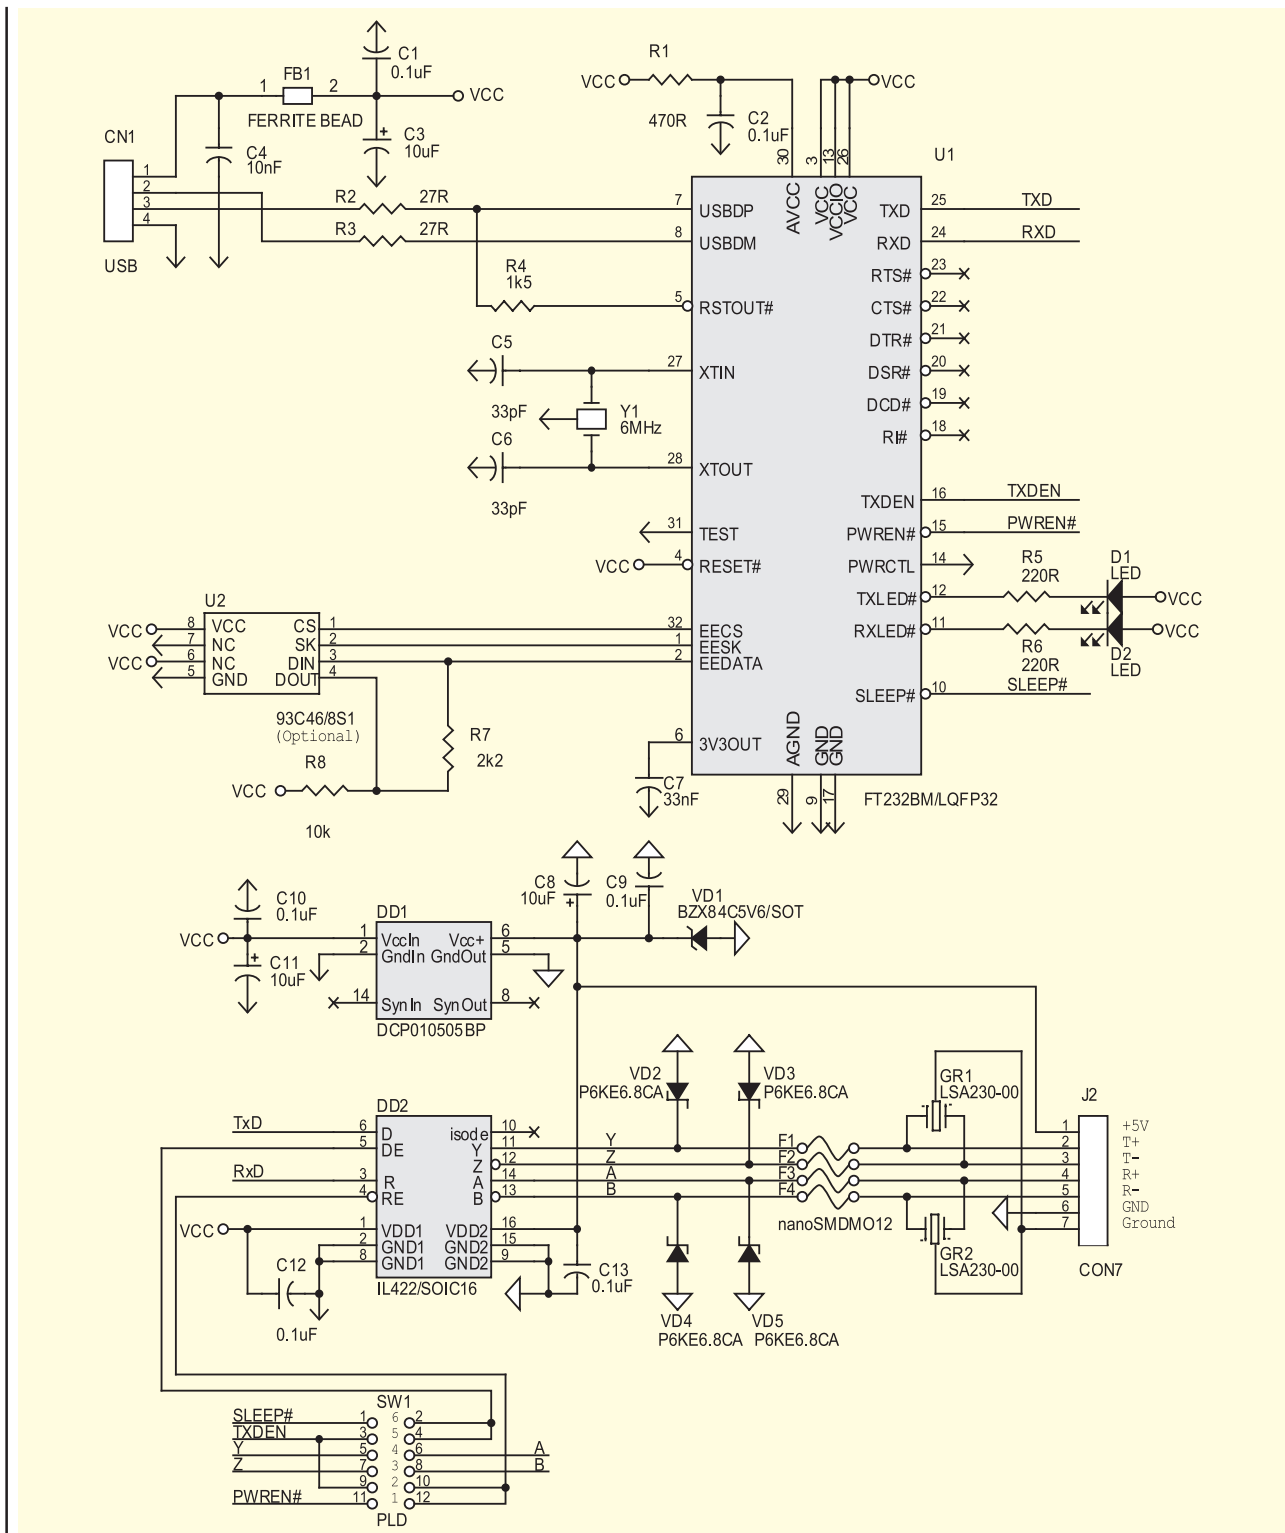 C1
0.1uF
1 FB1 2
VCC
FERRITE BEAD
C3
10uF
C4
10nF
CN1
1
2
3
4
USB
R2 27R
R3 27R
R4
1k5
VCC
R1
470R
C2
0.1uF
VCC
U1
30 3 13 26
AVCC VCC VCCIO VCC
7 USBDP
8 USBDM
5 RSTOUT#
27 XTIN
28 XTOUT
31 TEST
VCC 4 RESET#
32 EECS
1 EESK
2 EEDATA
6 3V3OUT
TXD 25 TXD
RXD 24 RXD
RTS# 23
CTS# 22
DTR# 21
DSR# 20
DCD# 19
RI# 18
TXDEN 16 TXDEN
PWREN# 15 PWREN#
PWRCTL 14
TXLED# 12
RXLED# 11
SLEEP# 10 SLEEP#
AGND GND GND
29 9 17
FT232BM/LQFP32
R5
220R
D1
LED
VCC
VCC
R6
220R
D2
LED
C5
33pF
Y1
6MHz
C6
33pF
U2
VCC 8 VCC CS 1
7 NC SK 2
VCC 6 NC DIN 3
5 GND DOUT 4
93C46/8S1
(Optional)
R8
VCC
10k
R7
2k2
C7
33nF
C8
10uF
C9
0.1uF
VD1
BZX84C5V6/SOT
C10
0.1uF
VCC
C11
10uF
DD1
1 VccIn Vcc+ 6
2 GndIn GndOut 5
14 SynIn SynOut 8
DCP010505BP
VD2
P6KE6.8CA
VD3
P6KE6.8CA
GR1
LSA230-00
J2
1 +5V
2 T+
3 T-
4 R+
5 R-
6 GND
7 Ground
CON7
DD2
TxD 6 D isode 10
5 DE Y 11 Y F1
Z 12 Z F2
RxD 3 R A 14 A F3
4 RE B 13 B F4
nanoSMDMO12
VCC 1 VDD1 VDD2 16
2 GND1 GND2 15
8 GND1 GND2 9
IL422/SOIC16
C12
0.1uF
C13
0.1uF
GR2
LSA230-00
VD4
P6KE6.8CA
VD5
P6KE6.8CA
SW1
SLEEP# 1 6 2
TXDEN 3 5 4
Y 5 4 6 A
Z 7 3 8 B
9 2 10
PWREN# 11 1 12
PLD